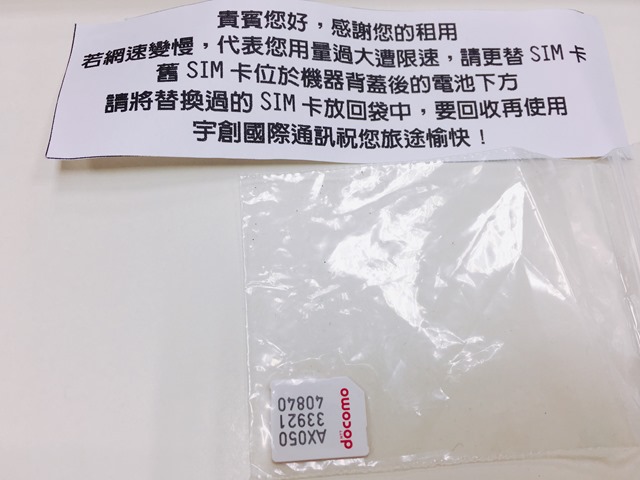 貴賓您好，感謝您的租用
若網速變慢，代表您用量過大遭限速，請更替 SIM 卡
舊 SIM 卡位於機器背蓋後的電池下方
請將替換過的 SIM 卡放回袋中，要回收再使用
宇創國際通訊祝您旅途愉快！
docomo
AX050
33921
40840